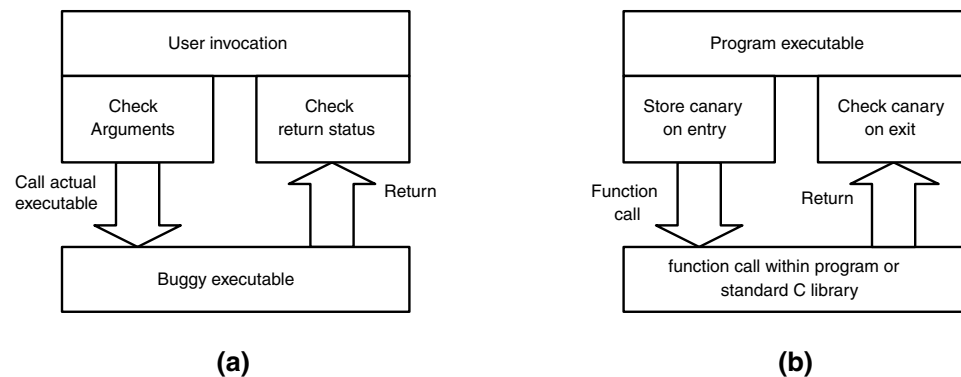 User invocation
Check
Arguments
Check
return status
Call actual
executable
Return
Buggy executable
(a)
Program executable
Store canary
on entry
Check canary
on exit
Function
call
Return
function call within program or
standard C library
(b)